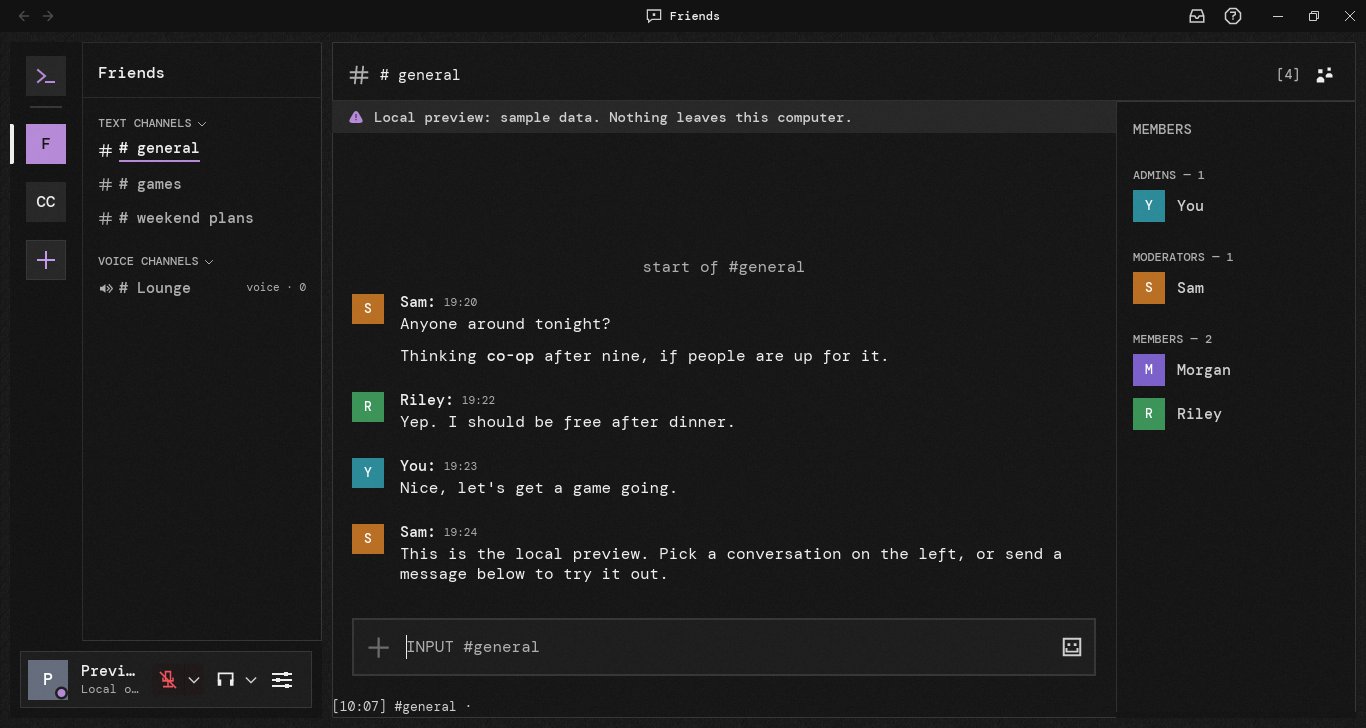 Friends
F
CC
Friends
TEXT CHANNELS
# general
# games
# weekend plans
VOICE CHANNELS
# Lounge voice · 0
P
Previ…
Local o…
# general
[4]
Local preview: sample data. Nothing leaves this computer.
start of #general
S
Sam: 19:20
Anyone around tonight?
Thinking co-op after nine, if people are up for it.
R
Riley: 19:22
Yep. I should be free after dinner.
Y
You: 19:23
Nice, let's get a game going.
S
Sam: 19:24
This is the local preview. Pick a conversation on the left, or send a
message below to try it out.
INPUT #general
[10:07] #general ·
MEMBERS
ADMINS — 1
Y You
MODERATORS — 1
S Sam
MEMBERS — 2
M Morgan
R Riley